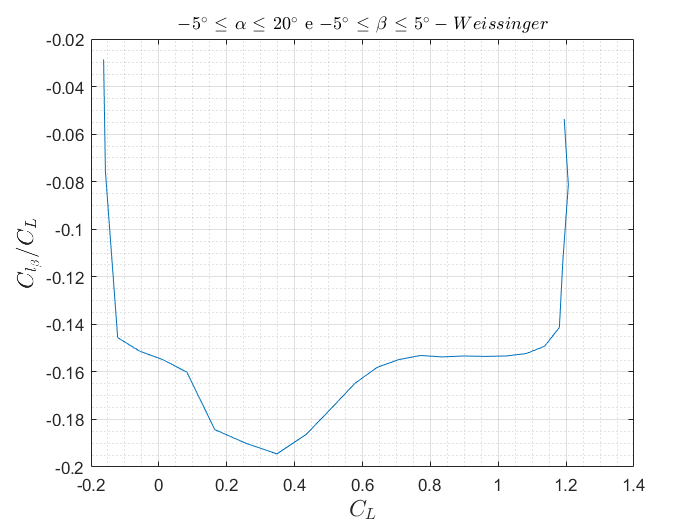 −5° ≤ α ≤ 20° e −5° ≤ β ≤ 5° − Weissinger
-0.02
-0.04
-0.06
-0.08
-0.1
-0.12
-0.14
-0.16
-0.18
-0.2
C_{l_β}/C_L
-0.2 0 0.2 0.4 0.6 0.8 1 1.2 1.4
C_L